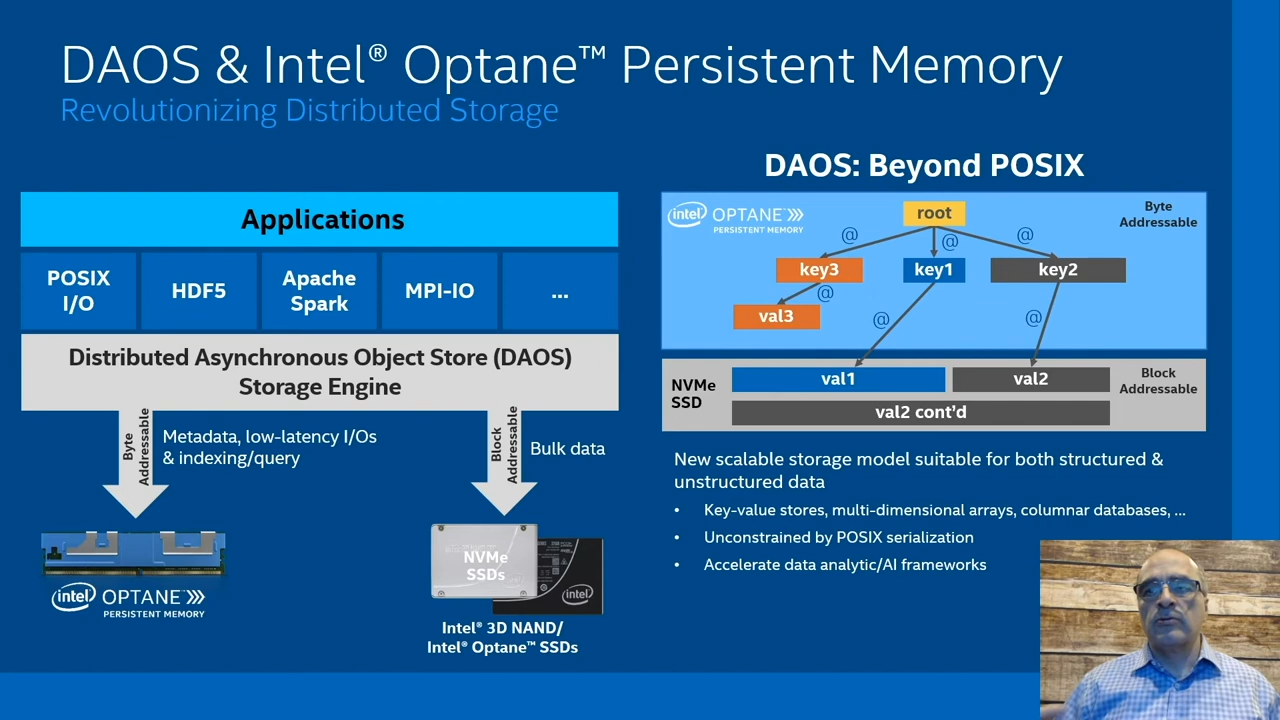 DAOS & Intel® Optane™ Persistent Memory
Revolutionizing Distributed Storage
Applications
POSIX
I/O
HDF5
Apache
Spark
MPI-IO
...
Distributed Asynchronous Object Store (DAOS)
Storage Engine
Byte
Addressable
Metadata, low-latency I/Os
& indexing/query
Block
Addressable
Bulk data
intel OPTANE™
PERSISTENT MEMORY
NVMe
SSDs
intel
Intel® 3D NAND/
Intel® Optane™ SSDs
DAOS: Beyond POSIX
intel OPTANE™
PERSISTENT MEMORY
root
Byte
Addressable
@
@
@
key3
key1
key2
@
val3
@
@
NVMe
SSD
val1
val2
Block
Addressable
val2 cont’d
New scalable storage model suitable for both structured &
unstructured data
• Key-value stores, multi-dimensional arrays, columnar databases, ...
• Unconstrained by POSIX serialization
• Accelerate data analytic/AI frameworks